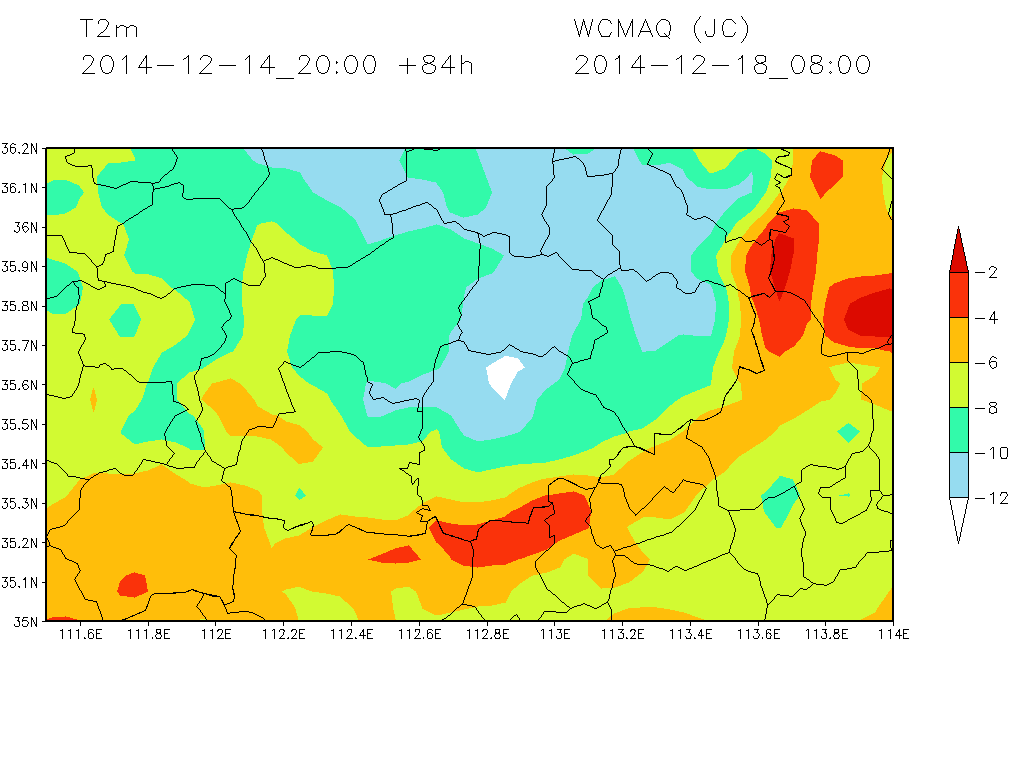 T2m WCMAQ (JC)
2014-12-14_20:00 +84h 2014-12-18_08:00
36.2N
36.1N
36N
35.9N
35.8N
35.7N
35.6N
35.5N
35.4N
35.3N
35.2N
35.1N
35N
111.6E 111.8E 112E 112.2E 112.4E 112.6E 112.8E 113E 113.2E 113.4E 113.6E 113.8E 114E
-2
-4
-6
-8
-10
-12